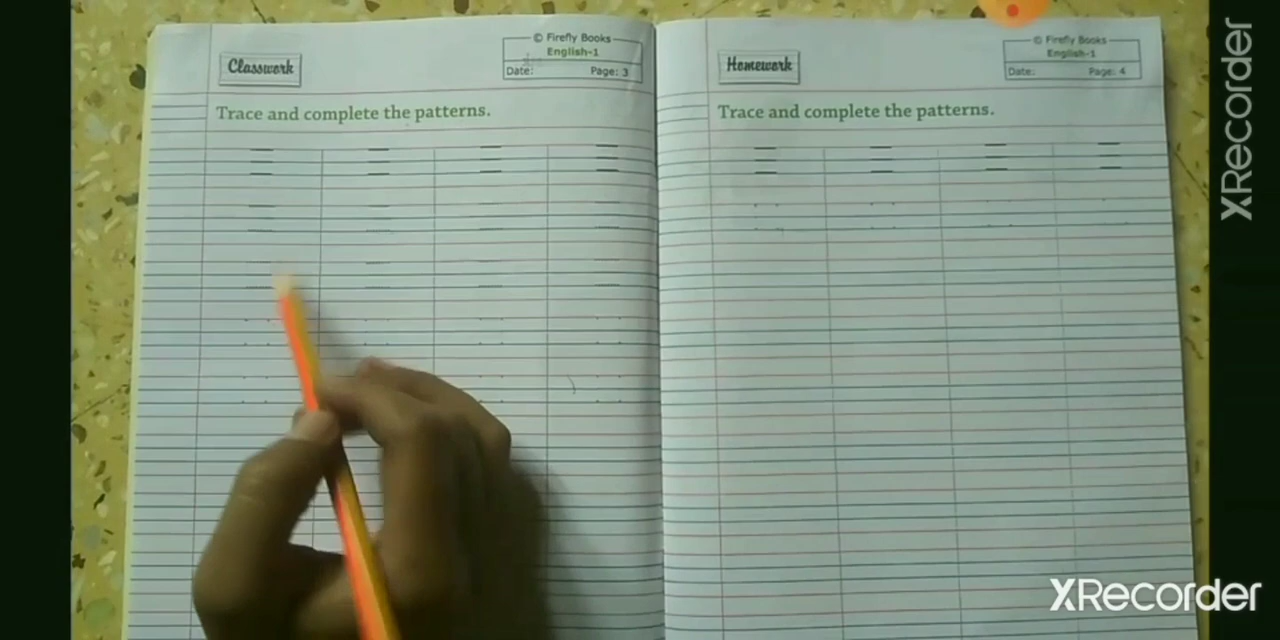 © Firefly Books
English-1
Classwork
Date: Page: 3
Trace and complete the patterns.
© Firefly Books
English-1
Homework
Date: Page: 4
Trace and complete the patterns.
XRecorder
XRecorder